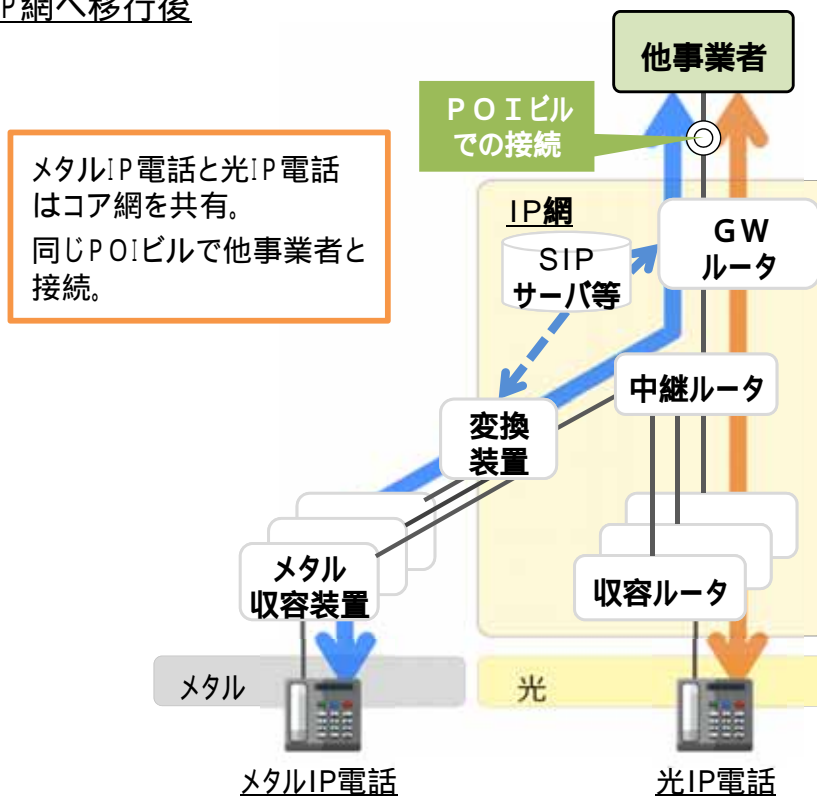 IP網へ移行後
他事業者
ＰＯＩビル
での接続
メタルIP電話と光IP電話
はコア網を共有。
同じPOIビルで他事業者と
接続。
IP網
GW
ルータ
SIP
サーバ等
中継ルータ
変換
装置
メタル
収容装置
収容ルータ
メタル
光
メタルIP電話
光IP電話